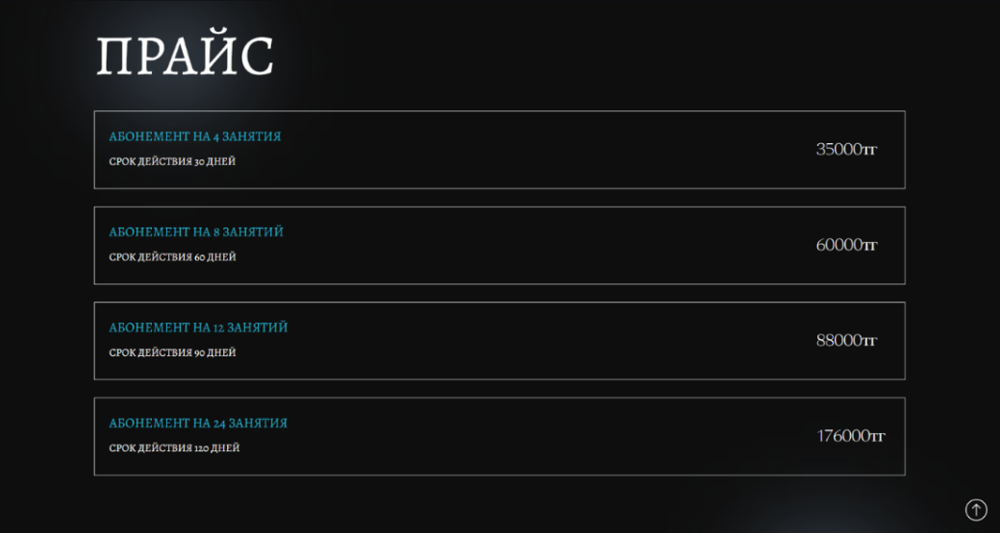 ПРАЙС
АБОНЕМЕНТ НА 4 ЗАНЯТИЯ
СРОК ДЕЙСТВИЯ 30 ДНЕЙ
35000тг
АБОНЕМЕНТ НА 8 ЗАНЯТИЙ
СРОК ДЕЙСТВИЯ 60 ДНЕЙ
60000тг
АБОНЕМЕНТ НА 12 ЗАНЯТИЙ
СРОК ДЕЙСТВИЯ 90 ДНЕЙ
88000тг
АБОНЕМЕНТ НА 24 ЗАНЯТИЯ
СРОК ДЕЙСТВИЯ 120 ДНЕЙ
176000тг